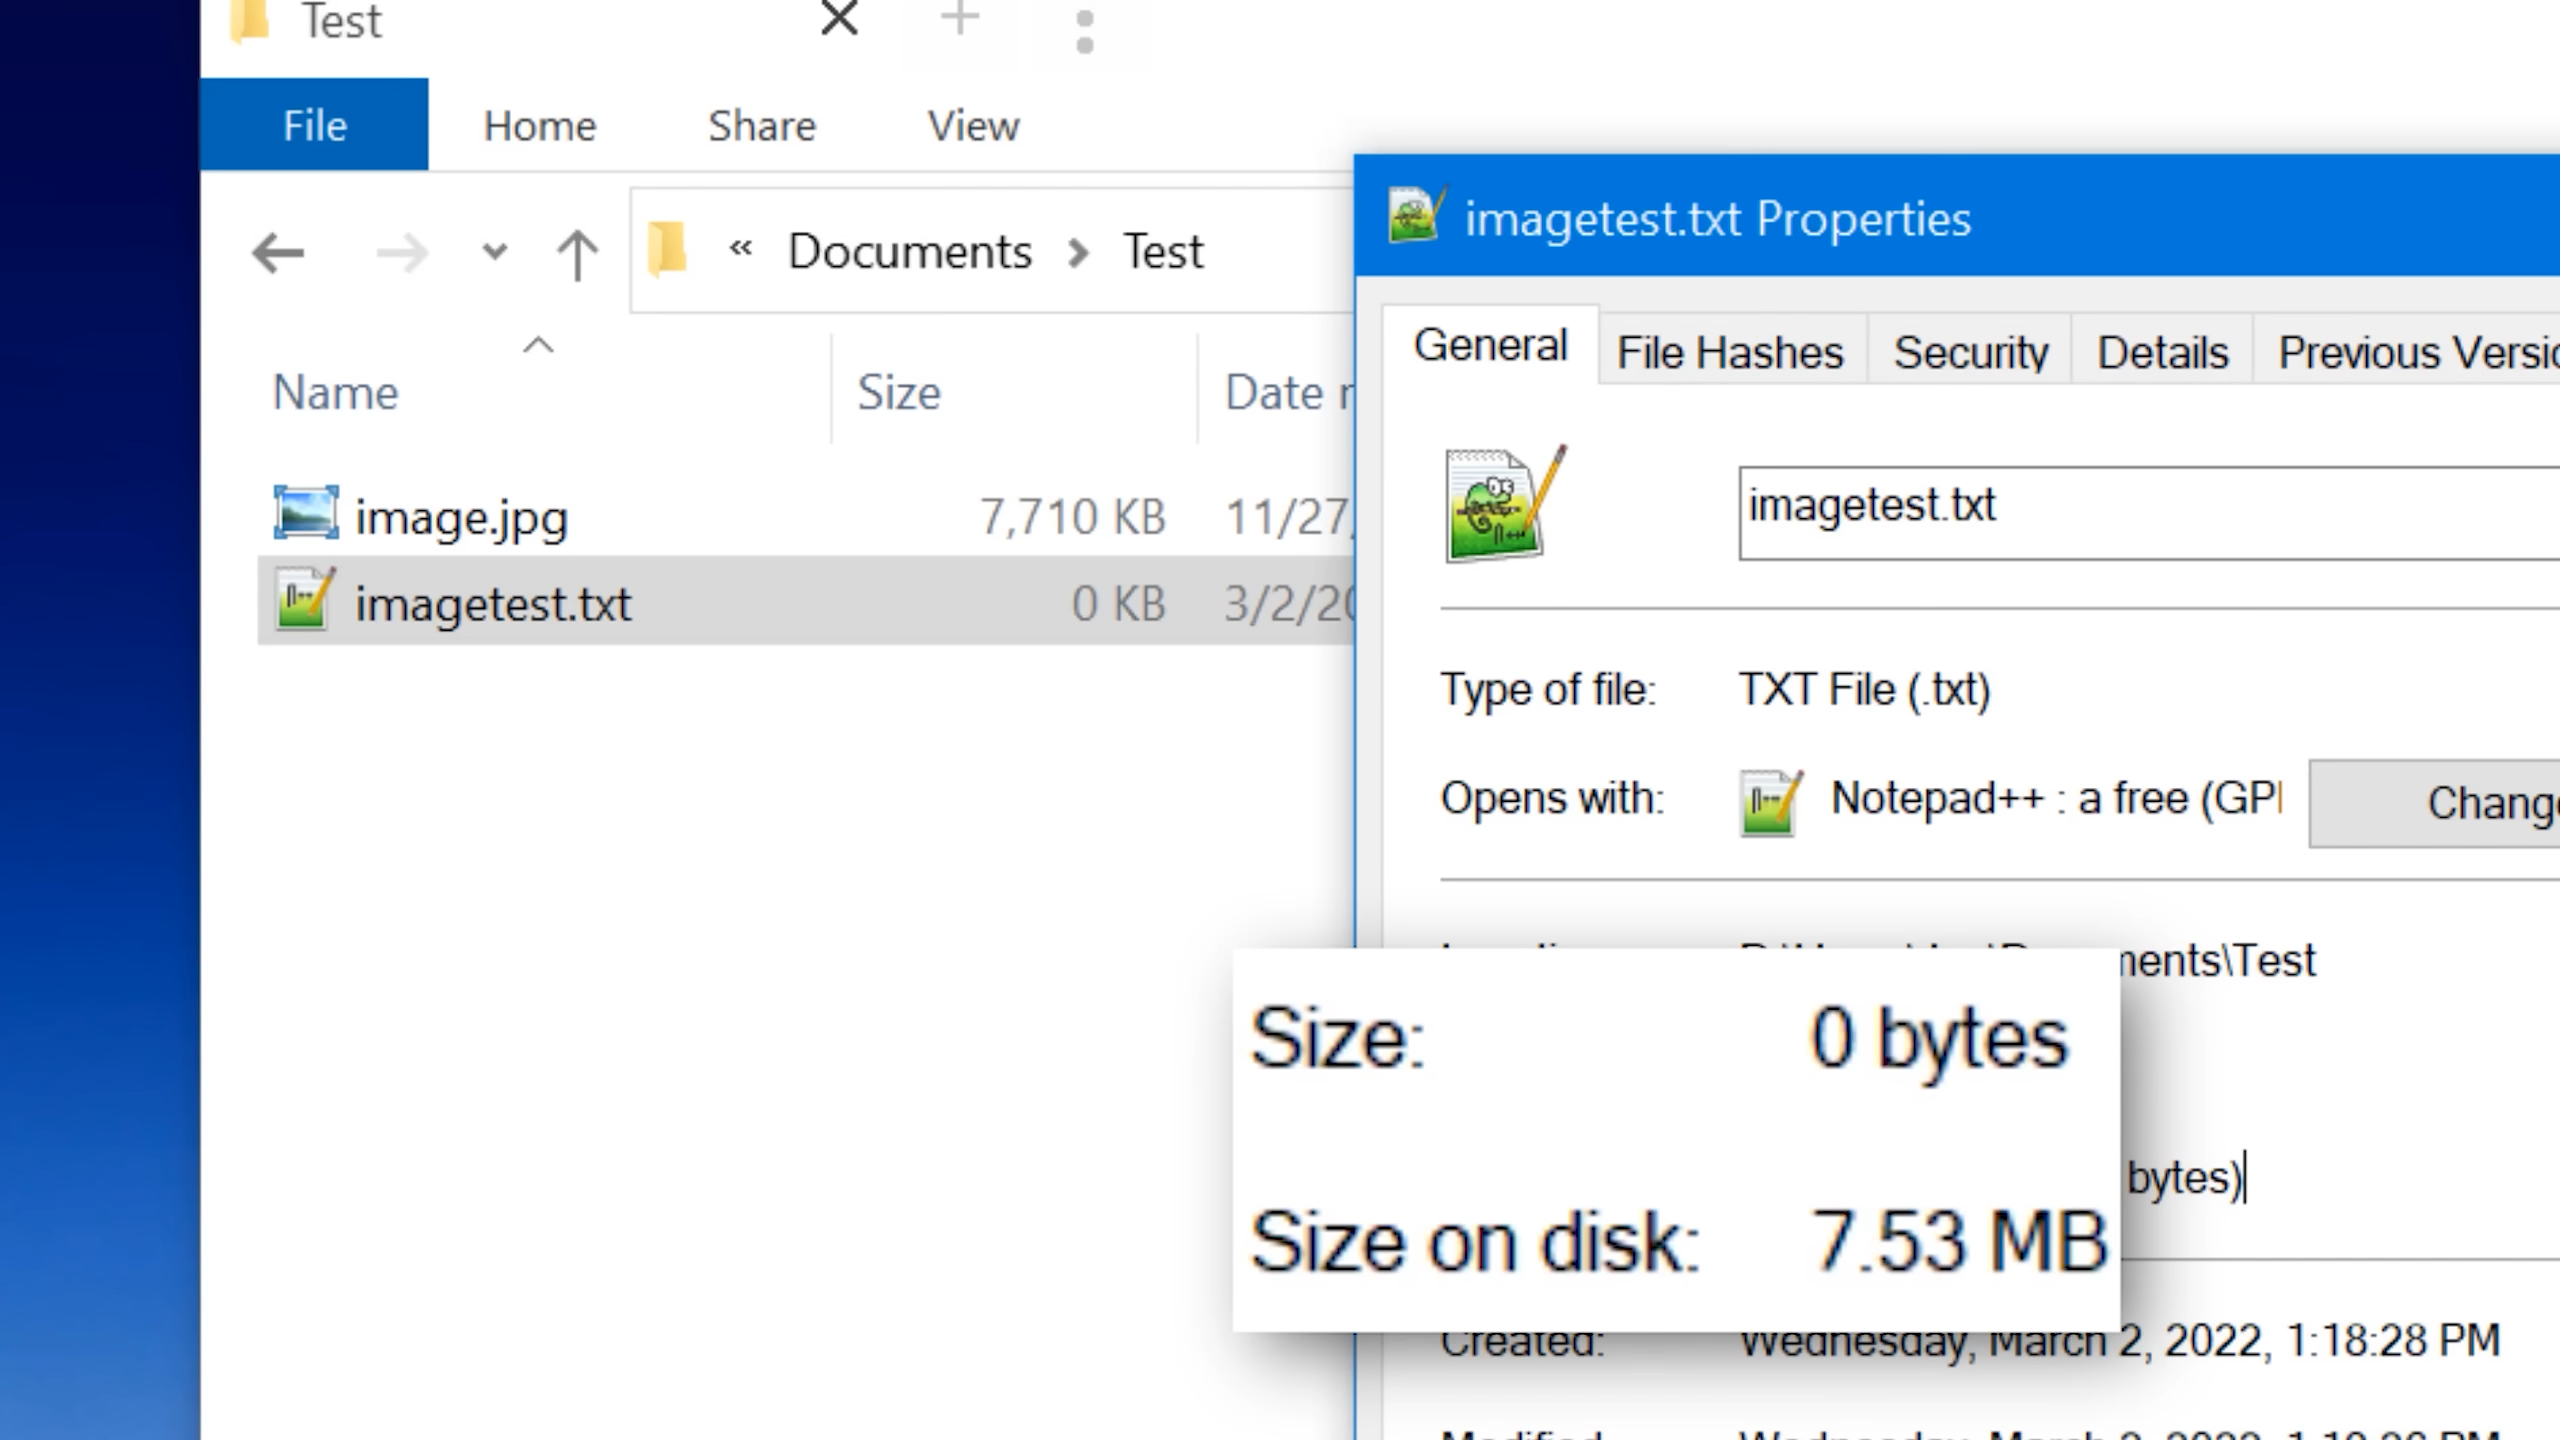 Test
File Home Share View
« Documents > Test
Name Size Date
image.jpg 7,710 KB 11/27/
imagetest.txt 0 KB 3/2/20
imagetest.txt Properties
General File Hashes Security Details Previous Versio
imagetest.txt
Type of file: TXT File (.txt)
Opens with: Notepad++ : a free (GPL Change
ments\Test
Size: 0 bytes
bytes)
Size on disk: 7.53 MB
Created: Wednesday, March 2, 2022, 1:18:28 PM